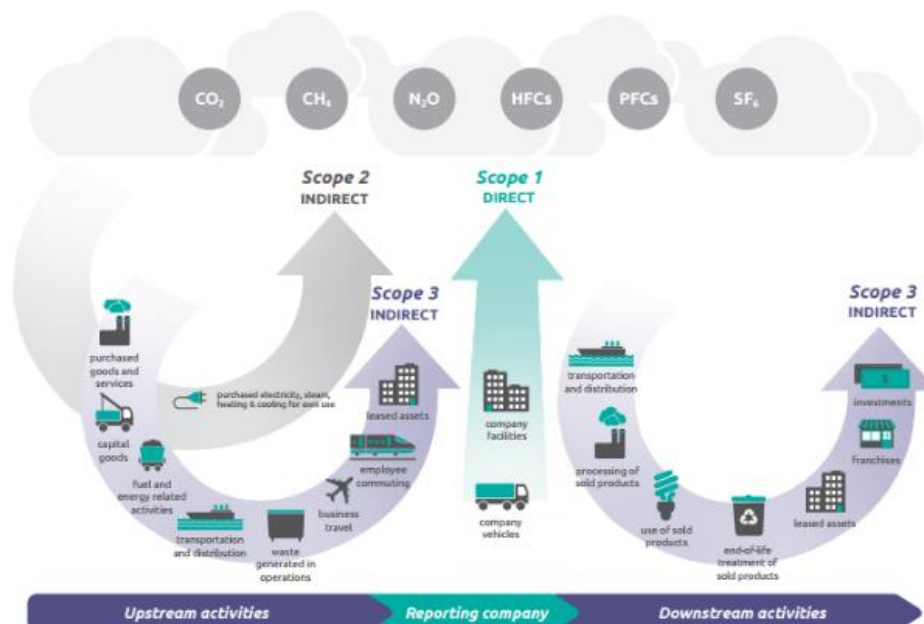 CO₂
CH₄
N₂O
HFCs
PFCs
SF₆
Scope 2
INDIRECT
Scope 1
DIRECT
Scope 3
INDIRECT
Scope 3
INDIRECT
purchased
goods and
services
capital
goods
fuel and
energy related
activities
transportation
and distribution
waste
generated in
operations
business
travel
employee
commuting
leased assets
purchased electricity, steam,
heating & cooling for own use
company
facilities
company
vehicles
transportation
and distribution
processing of
sold products
use of sold
products
end-of-life
treatment of
sold products
leased assets
franchises
investments
$
Upstream activities
Reporting company
Downstream activities